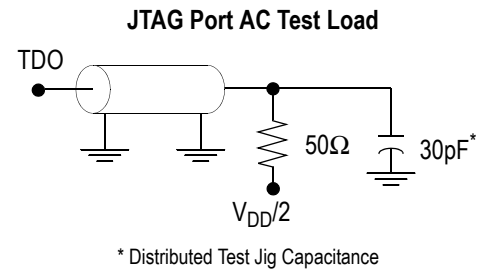 JTAG Port AC Test Load
TDO
50Ω
30pF*
VDD/2
* Distributed Test Jig Capacitance